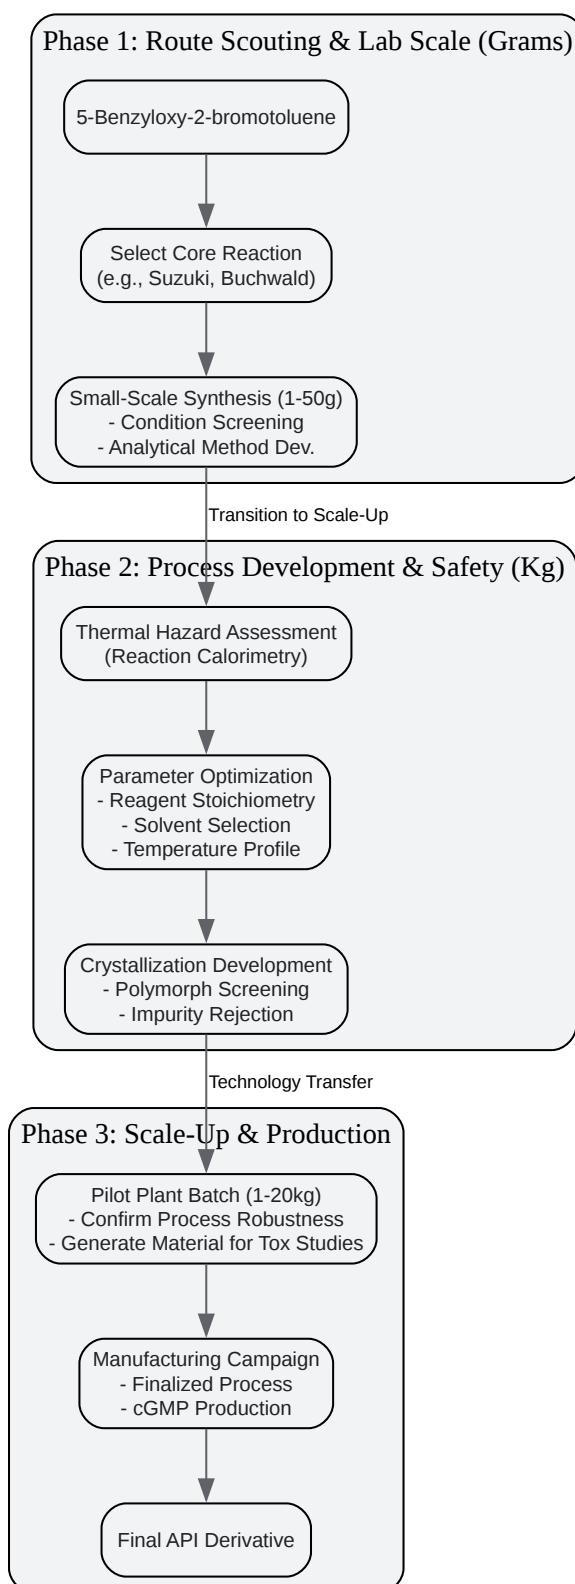 Phase 1: Route Scouting & Lab Scale (Grams)
5-Benzyloxy-2-bromotoluene
Select Core Reaction
(e.g., Suzuki, Buchwald)
Small-Scale Synthesis (1-50g)
- Condition Screening
- Analytical Method Dev.
Transition to Scale-Up
Phase 2: Process Development & Safety (Kg)
Thermal Hazard Assessment
(Reaction Calorimetry)
Parameter Optimization
- Reagent Stoichiometry
- Solvent Selection
- Temperature Profile
Crystallization Development
- Polymorph Screening
- Impurity Rejection
Technology Transfer
Phase 3: Scale-Up & Production
Pilot Plant Batch (1-20kg)
- Confirm Process Robustness
- Generate Material for Tox Studies
Manufacturing Campaign
- Finalized Process
- cGMP Production
Final API Derivative